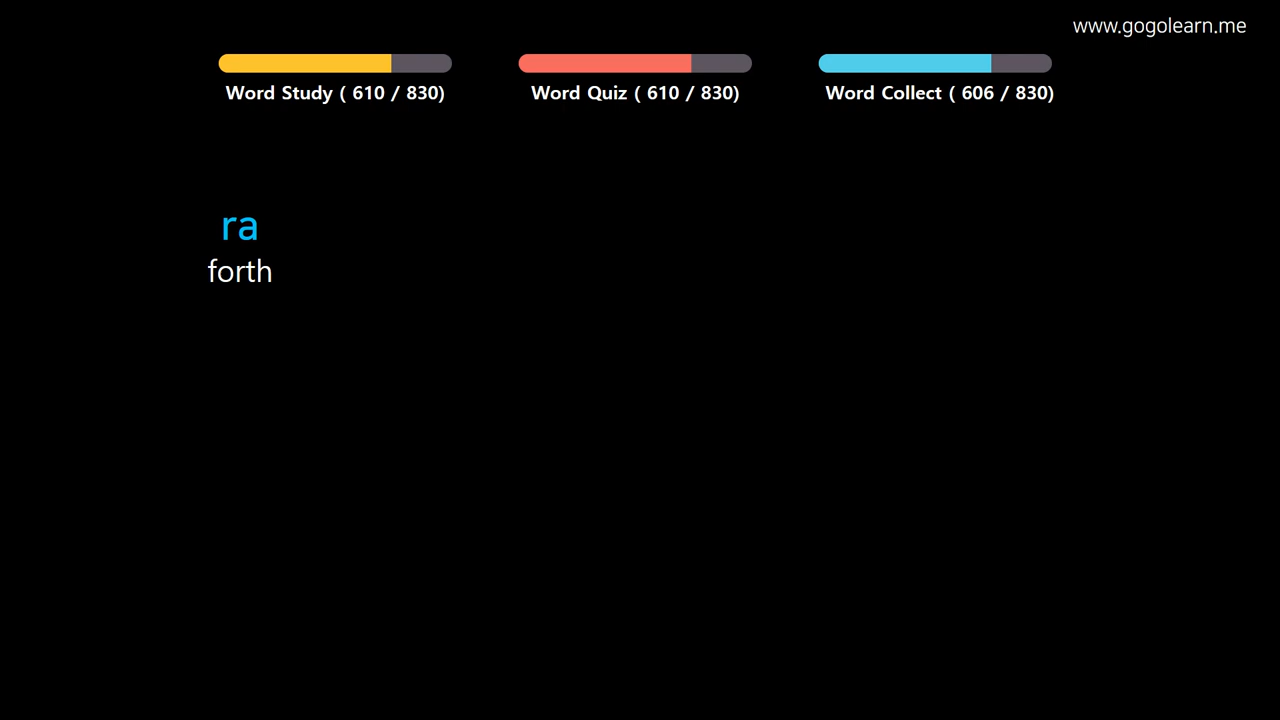 www.gogolearn.me
Word Study ( 610 / 830)
Word Quiz ( 610 / 830)
Word Collect ( 606 / 830)
ra
forth